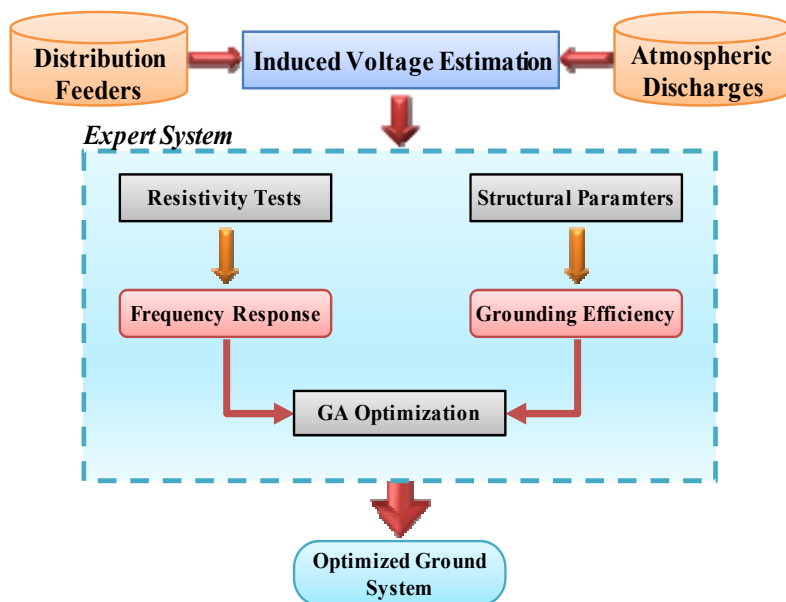 Distribution
Feeders
Induced Voltage Estimation
Atmospheric
Discharges
Expert System
Resistivity Tests
Structural Paramters
Frequency Response
Grounding Efficiency
GA Optimization
Optimized Ground
System